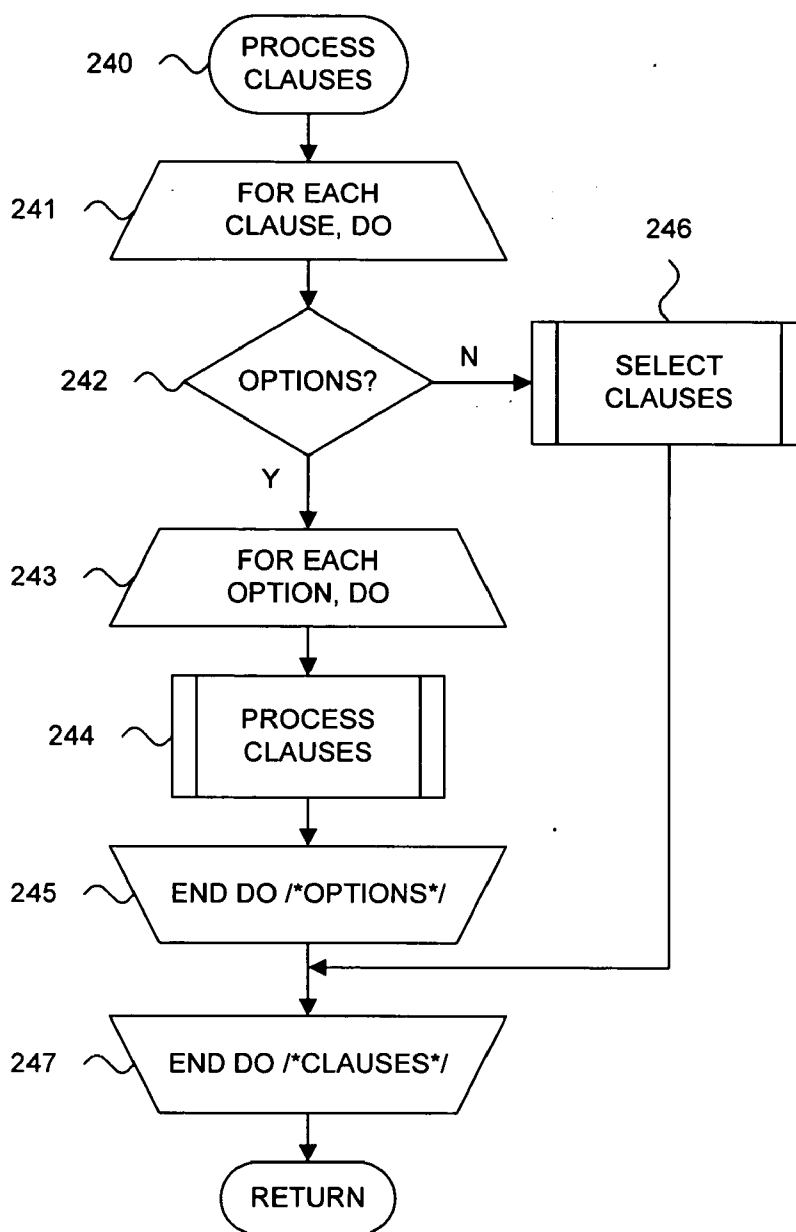 240
PROCESS
CLAUSES
241
FOR EACH
CLAUSE, DO
246
242
OPTIONS?
N
SELECT
CLAUSES
Y
243
FOR EACH
OPTION, DO
244
PROCESS
CLAUSES
245
END DO /*OPTIONS*/
247
END DO /*CLAUSES*/
RETURN